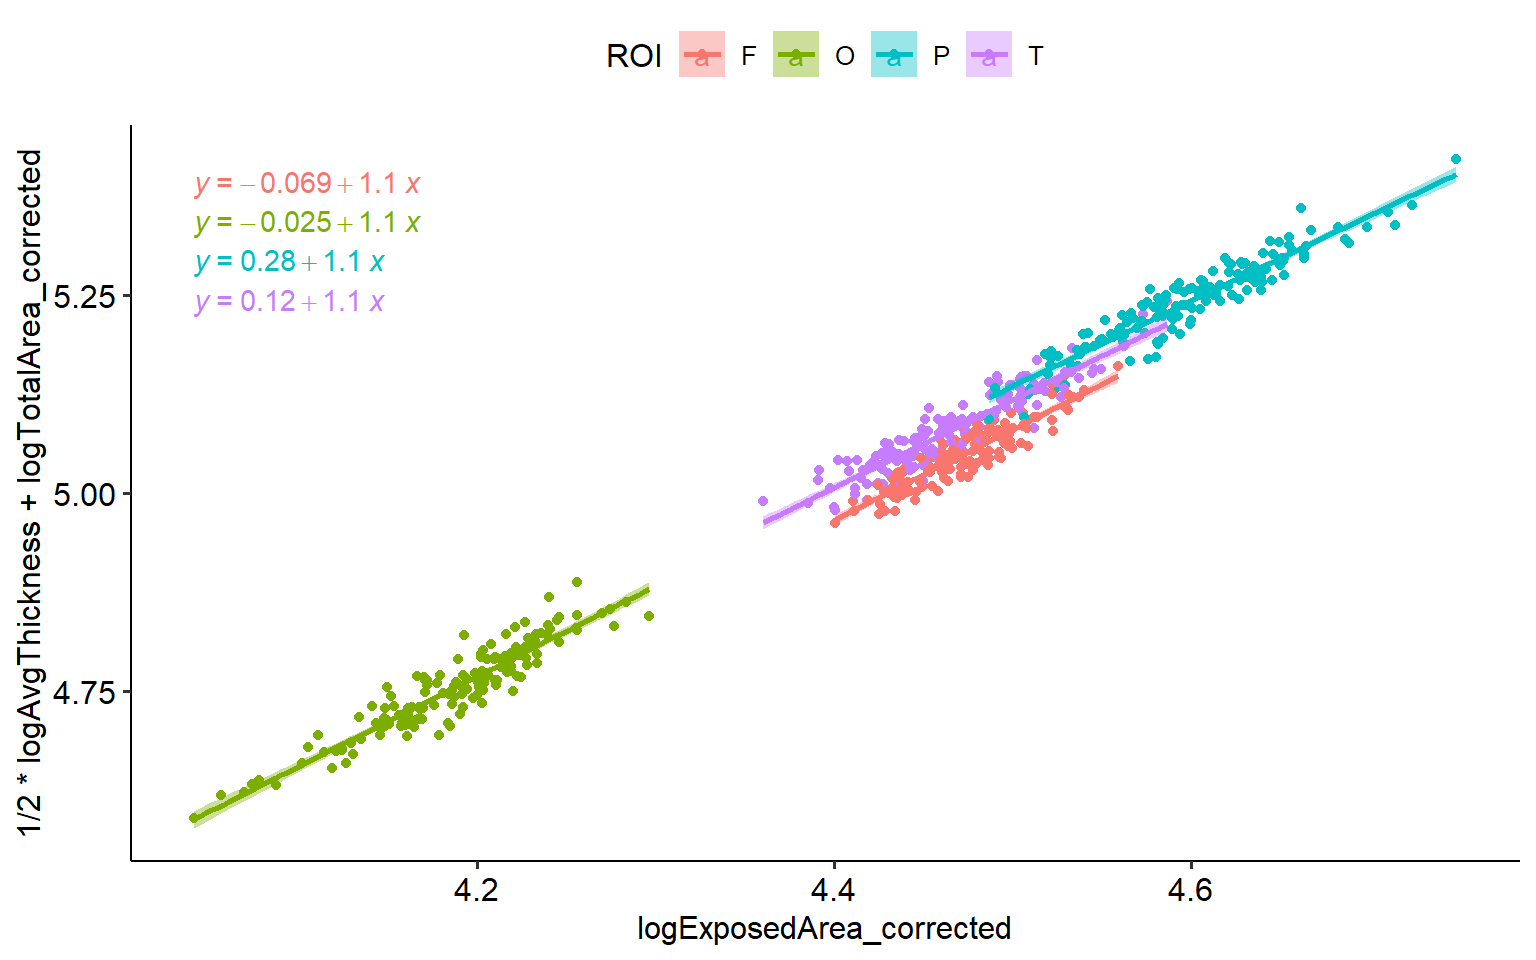 ROI a F a O a P a T
y = −0.069 + 1.1 x
y = −0.025 + 1.1 x
y = 0.28 + 1.1 x
y = 0.12 + 1.1 x
1/2 * logAvgThickness + logTotalArea_corrected
5.25
5.00
4.75
4.2 4.4 4.6
logExposedArea_corrected